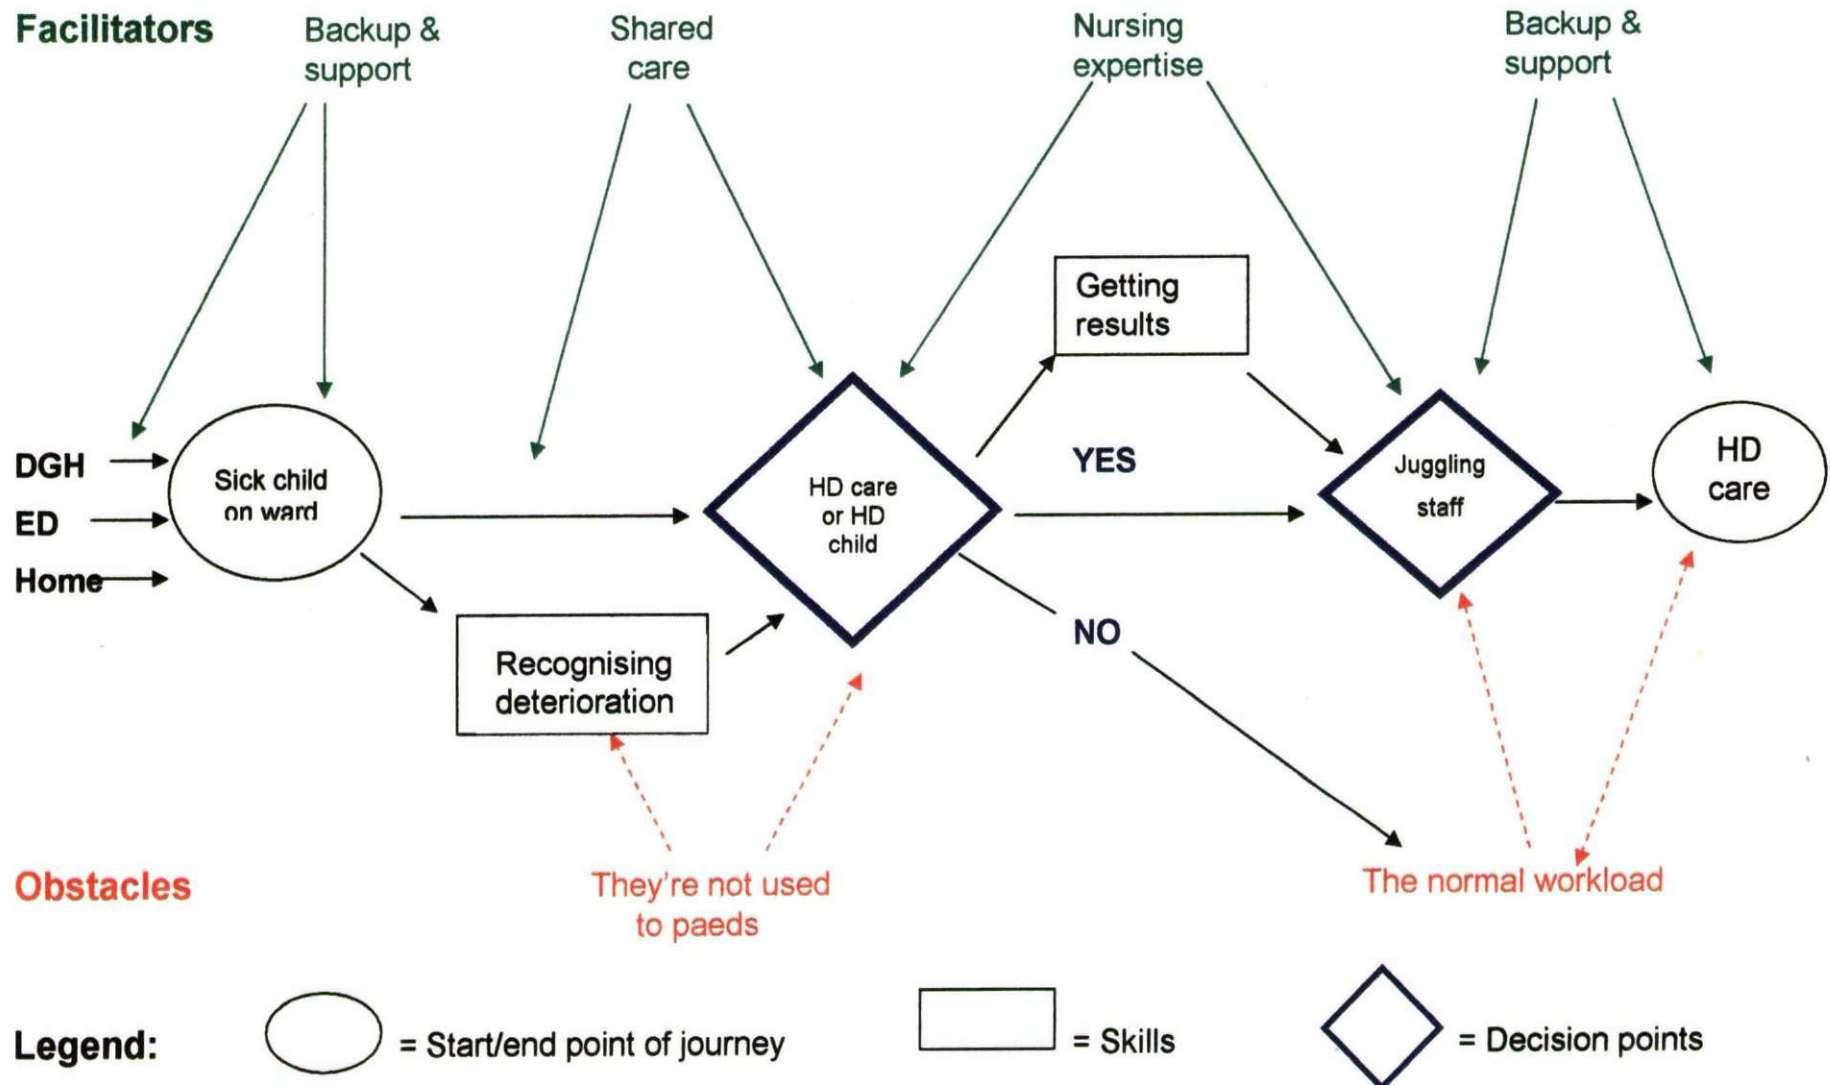 Facilitators
Backup &
support
Shared
care
Nursing
expertise
Backup &
support
Getting
results
YES
DGH
ED
Home
Sick child
on ward
HD care
or HD
child
Juggling
staff
HD
care
NO
Recognising
deterioration
Obstacles
They're not used
to paeds
The normal workload
Legend:
= Start/end point of journey
= Skills
= Decision points